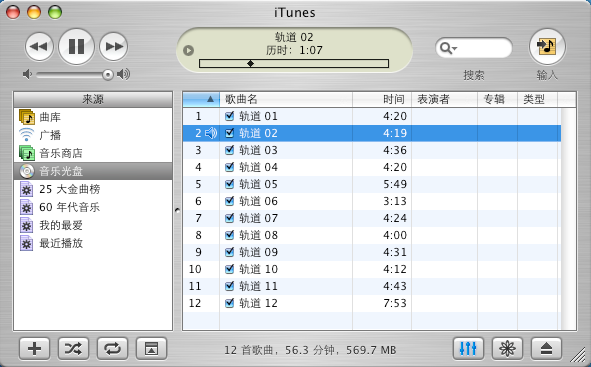 iTunes
轨道 02
历时：1:07
搜索
输入
来源
曲库
广播
音乐商店
音乐光盘
25 大金曲榜
60 年代音乐
我的最爱
最近播放
歌曲名 时间 表演者 专辑 类型
1 轨道 01 4:20
2 轨道 02 4:19
3 轨道 03 4:36
4 轨道 04 4:20
5 轨道 05 5:49
6 轨道 06 3:13
7 轨道 07 4:24
8 轨道 08 4:00
9 轨道 09 4:31
10 轨道 10 4:12
11 轨道 11 4:43
12 轨道 12 7:53
12 首歌曲，56.3 分钟，569.7 MB